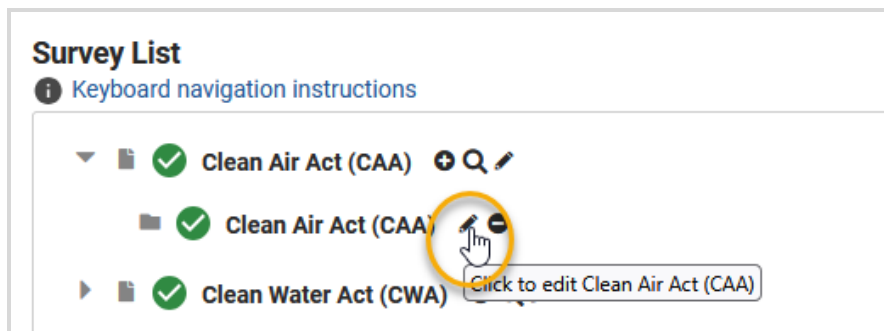 Survey List
Keyboard navigation instructions
Clean Air Act (CAA)
Clean Air Act (CAA)
Click to edit Clean Air Act (CAA)
Clean Water Act (CWA)